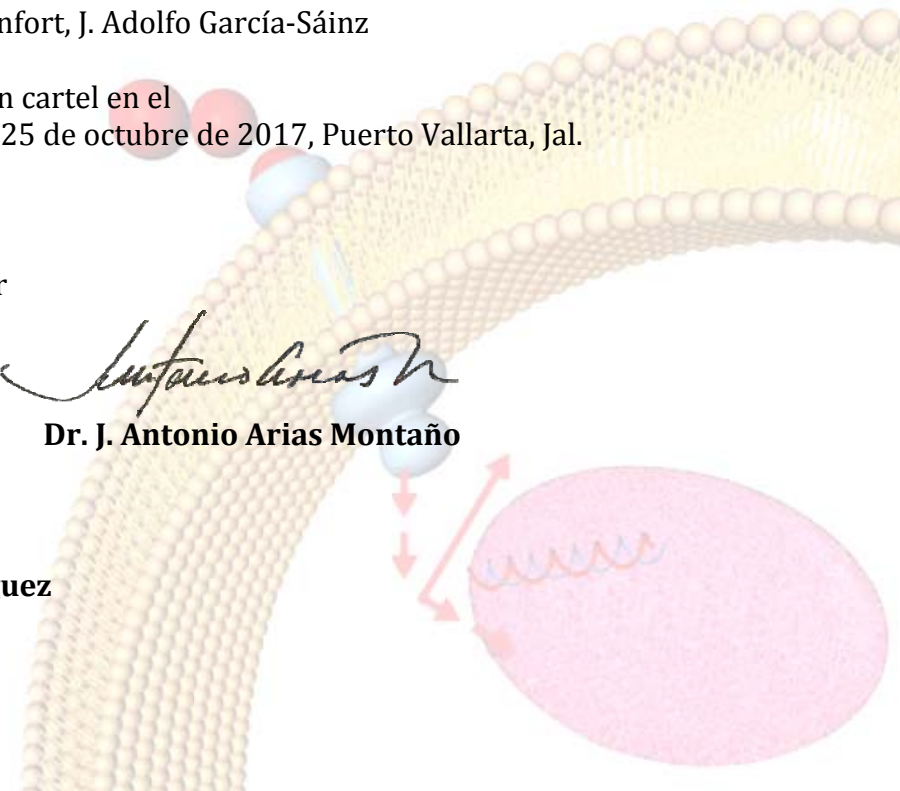 nfort, J. Adolfo García-Sáinz
n cartel en el
25 de octubre de 2017, Puerto Vallarta, Jal.
r
Dr. J. Antonio Arias Montaño
uez